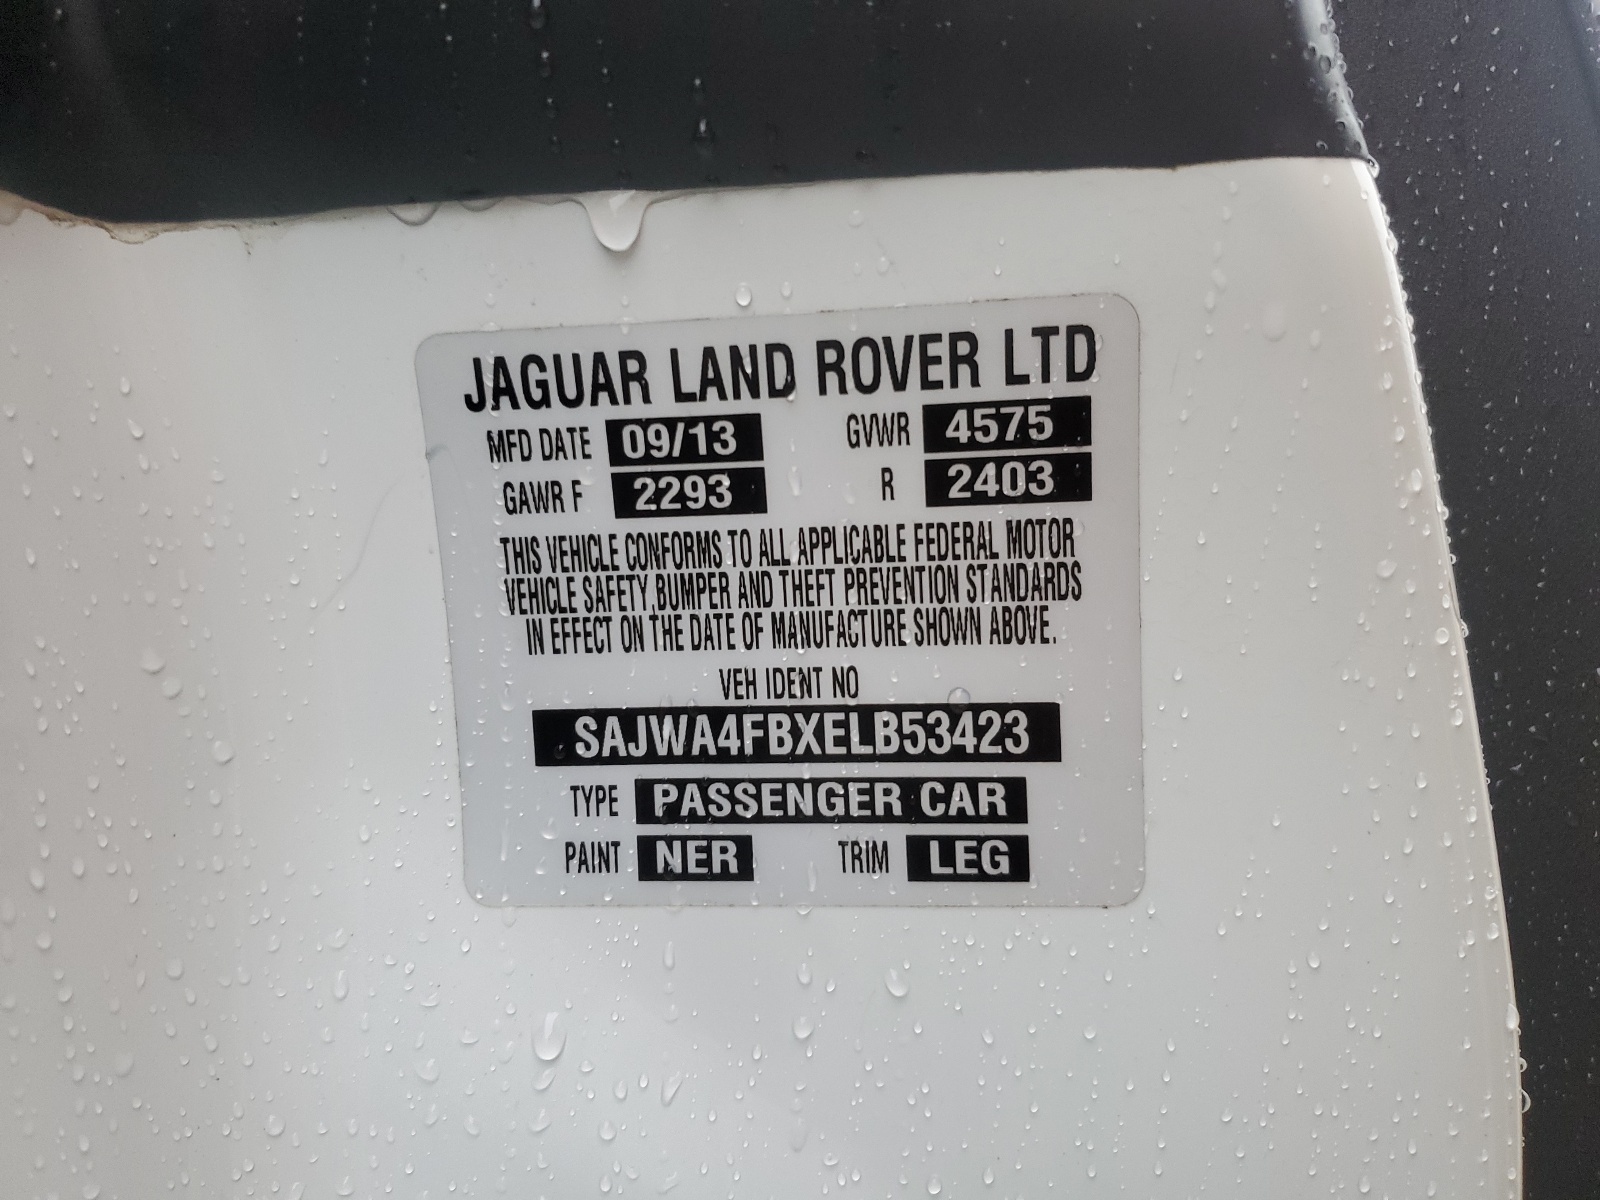 JAGUAR LAND ROVER LTD
MFD DATE 09/13 GVWR 4575
GAWR F 2293 R 2403
THIS VEHICLE CONFORMS TO ALL APPLICABLE FEDERAL MOTOR
VEHICLE SAFETY,BUMPER AND THEFT PREVENTION STANDARDS
IN EFFECT ON THE DATE OF MANUFACTURE SHOWN ABOVE.
VEH IDENT NO
SAJWA4FBXELB53423
TYPE PASSENGER CAR
PAINT NER TRIM LEG